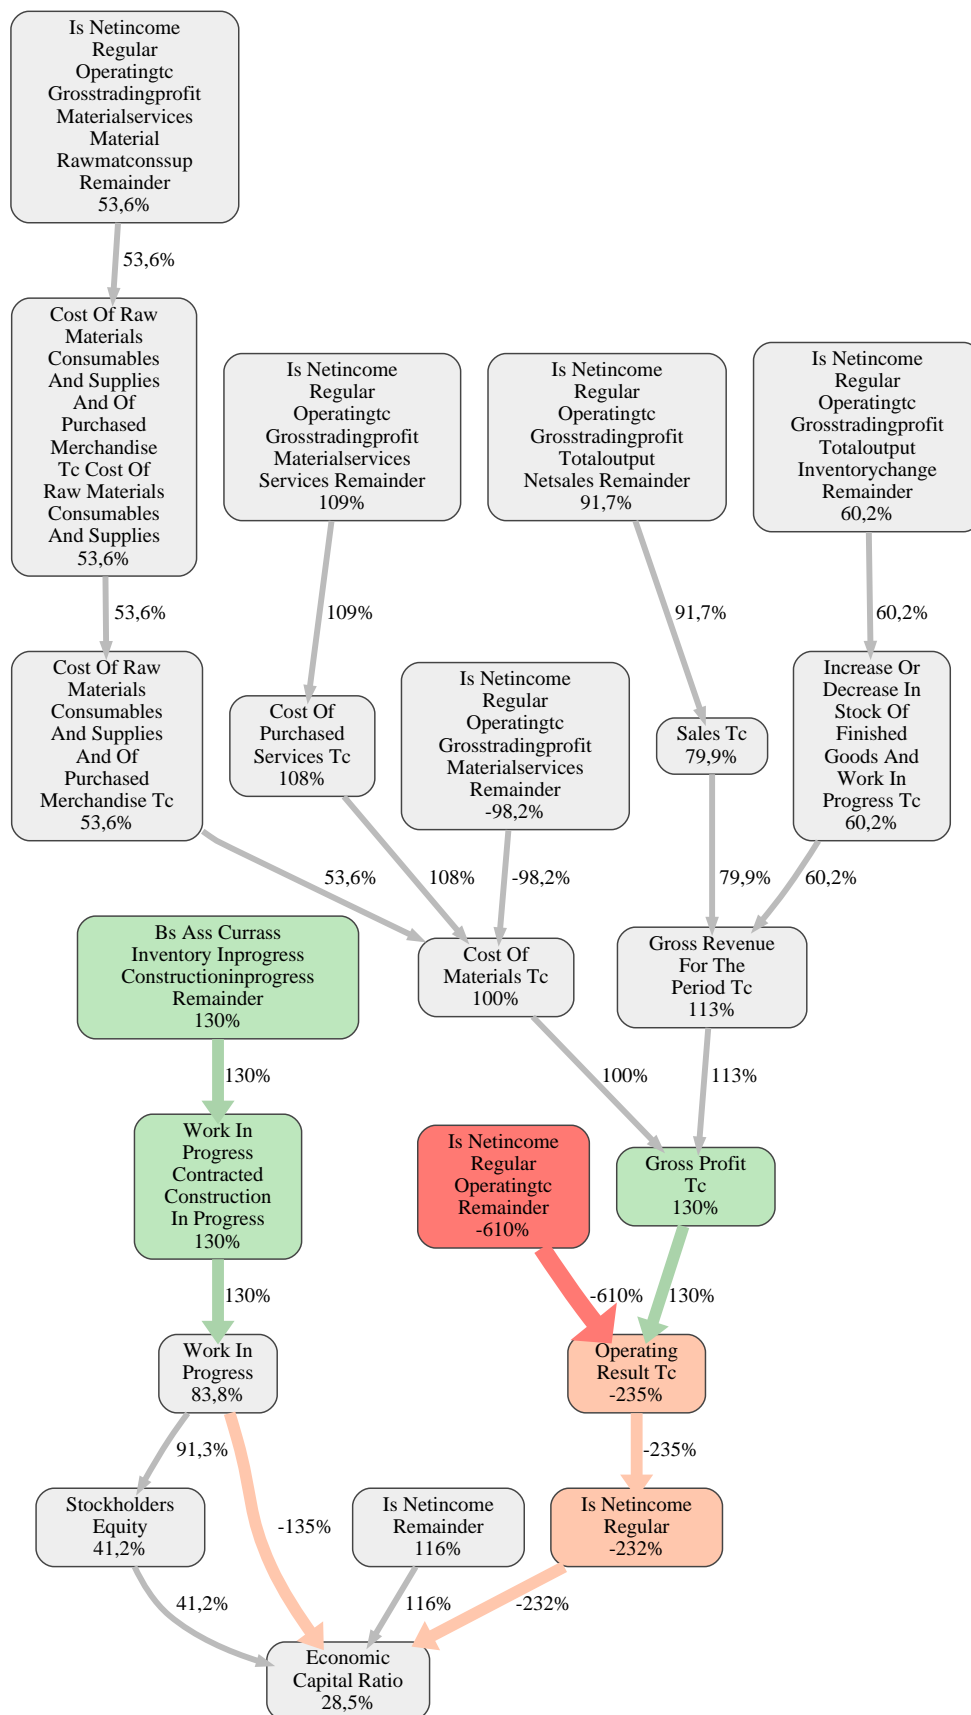 Is Netincome
Regular
Operatingtc
Grosstradingprofit
Materialservices
Material
Rawmatconssup
Remainder
53,6%
53,6%
Cost Of Raw
Materials
Consumables
And Supplies
And Of
Purchased
Merchandise
Tc Cost Of
Raw Materials
Consumables
And Supplies
53,6%
Is Netincome
Regular
Operatingtc
Grosstradingprofit
Materialservices
Services Remainder
109%
Is Netincome
Regular
Operatingtc
Grosstradingprofit
Totaloutput
Netsales Remainder
91,7%
Is Netincome
Regular
Operatingtc
Grosstradingprofit
Totaloutput
Inventorychange
Remainder
60,2%
53,6%
109%
91,7%
60,2%
Cost Of Raw
Materials
Consumables
And Supplies
And Of
Purchased
Merchandise Tc
53,6%
Cost Of
Purchased
Services Tc
108%
Is Netincome
Regular
Operatingtc
Grosstradingprofit
Materialservices
Remainder
-98,2%
Sales Tc
79,9%
Increase Or
Decrease In
Stock Of
Finished
Goods And
Work In
Progress Tc
60,2%
53,6%
108%
-98,2%
79,9%
60,2%
Bs Ass Currass
Inventory Inprogress
Constructioninprogress
Remainder
130%
Cost Of
Materials Tc
100%
Gross Revenue
For The
Period Tc
113%
130%
100%
113%
Work In
Progress
Contracted
Construction
In Progress
130%
Is Netincome
Regular
Operatingtc
Remainder
-610%
Gross Profit
Tc
130%
130%
-610%
130%
Work In
Progress
83,8%
Operating
Result Tc
-235%
91,3%
-135%
-235%
Stockholders
Equity
41,2%
Is Netincome
Remainder
116%
Is Netincome
Regular
-232%
41,2%
116%
-232%
Economic
Capital Ratio
28,5%